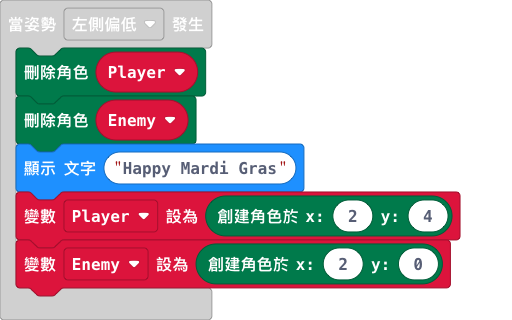 當姿勢 左側偏低 發生
刪除角色 Player
刪除角色 Enemy
顯示 文字 "Happy Mardi Gras"
變數 Player 設為 創建角色於 x: 2 y: 4
變數 Enemy 設為 創建角色於 x: 2 y: 0